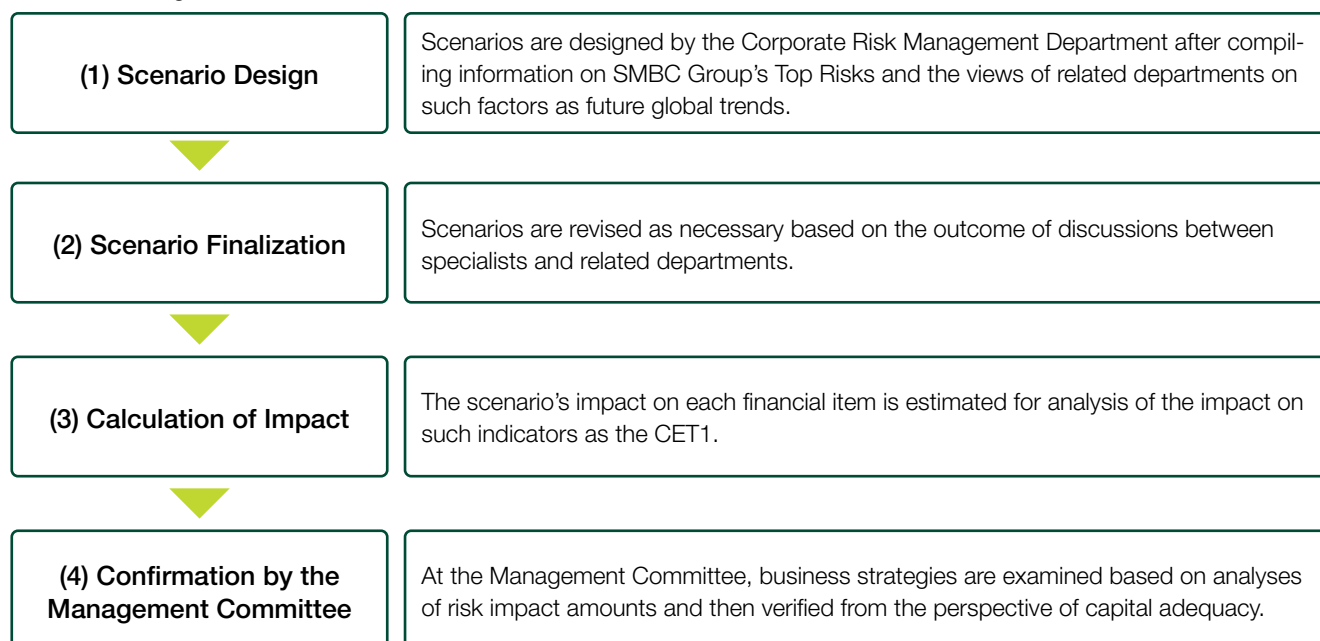 (1) Scenario Design
Scenarios are designed by the Corporate Risk Management Department after compil-
ing information on SMBC Group's Top Risks and the views of related departments on
such factors as future global trends.
(2) Scenario Finalization
Scenarios are revised as necessary based on the outcome of discussions between
specialists and related departments.
(3) Calculation of Impact
The scenario's impact on each financial item is estimated for analysis of the impact on
such indicators as the CET1.
(4) Confirmation by the
Management Committee
At the Management Committee, business strategies are examined based on analyses
of risk impact amounts and then verified from the perspective of capital adequacy.